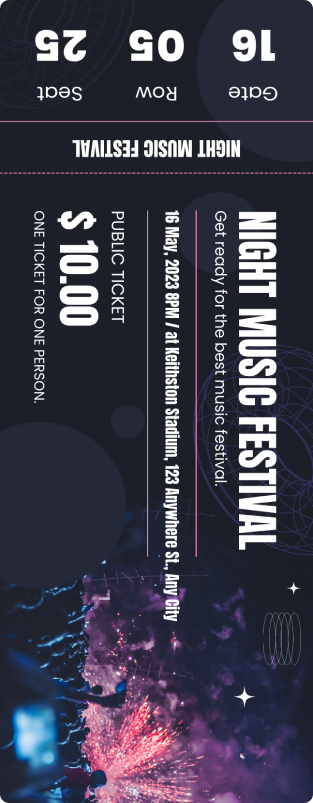 NIGHT MUSIC FESTIVAL
Get ready for the best music festival.
16 May, 2023 8PM / at Keithston Stadium, 123 Anywhere St., Any City
PUBLIC TICKET
$ 10.00
ONE TICKET FOR ONE PERSON.
NIGHT MUSIC FESTIVAL
Gate
16
Row
05
Seat
25